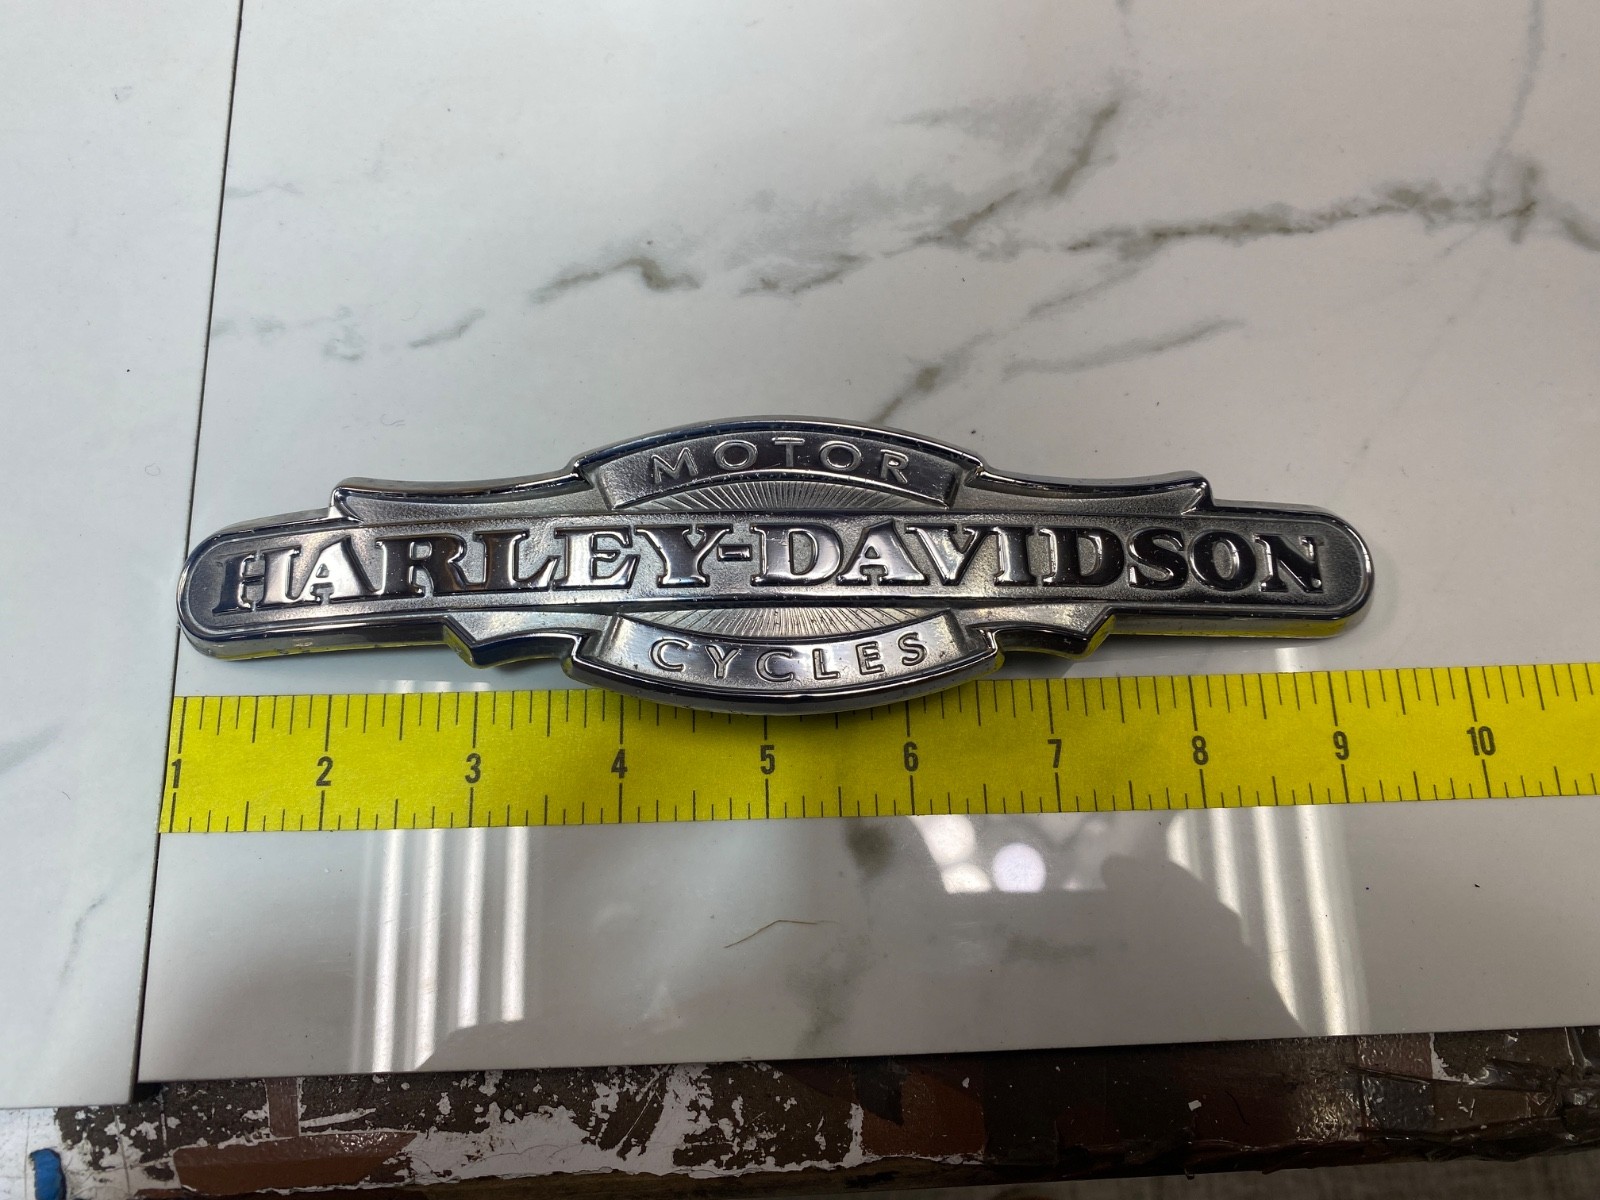 MOTOR
HARLEY-DAVIDSON
CYCLES
1 2 3 4 5 6 7 8 9 10